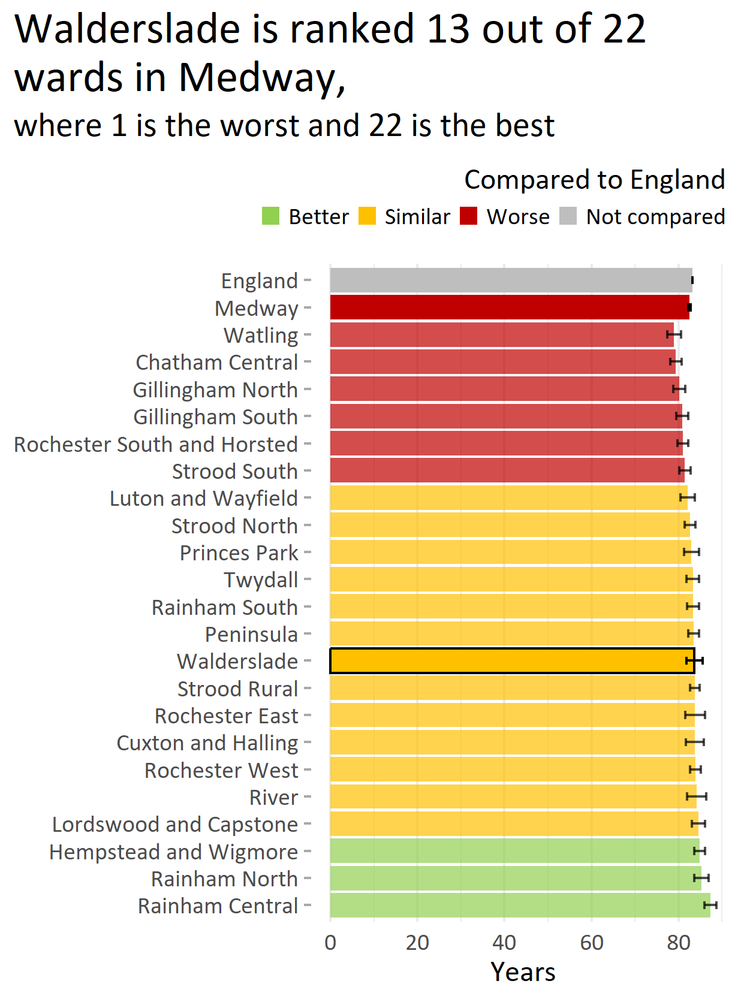 Walderslade is ranked 13 out of 22
wards in Medway,
where 1 is the worst and 22 is the best
Compared to England
Better Similar Worse Not compared
England
Medway
Watling
Chatham Central
Gillingham North
Gillingham South
Rochester South and Horsted
Strood South
Luton and Wayfield
Strood North
Princes Park
Twydall
Rainham South
Peninsula
Walderslade
Strood Rural
Rochester East
Cuxton and Halling
Rochester West
River
Lordswood and Capstone
Hempstead and Wigmore
Rainham North
Rainham Central
0 20 40 60 80
Years